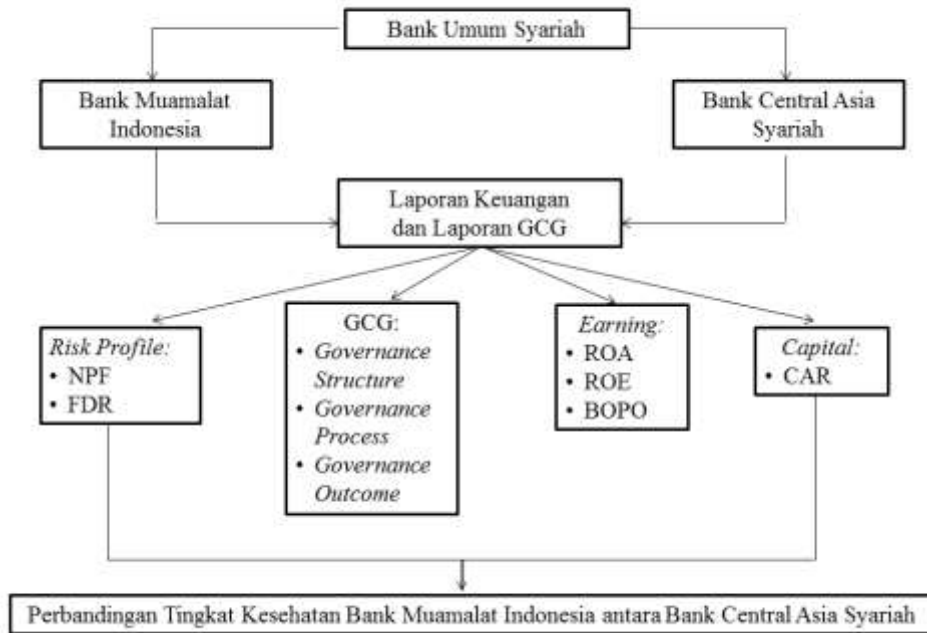 Bank Umum Syariah
Bank Muamalat
Indonesia
Bank Central Asia
Syariah
Laporan Keuangan
dan Laporan GCG
Risk Profile:
• NPF
• FDR
GCG:
• Governance
Structure
• Governance
Process
• Governance
Outcome
Earning:
• ROA
• ROE
• BOPO
Capital:
• CAR
Perbandingan Tingkat Kesehatan Bank Muamalat Indonesia antara Bank Central Asia Syariah